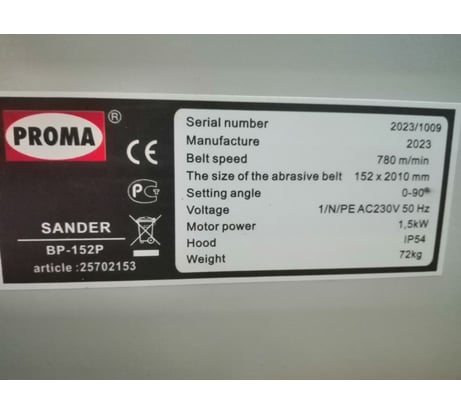 PROMA ®
CE
PG
SANDER
BP-152P
article :25702153
Serial number 2023/1009
Manufacture 2023
Belt speed 780 m/min
The size of the abrasive belt 152 x 2010 mm
Setting angle 0-90°
Voltage 1/N/PE AC230V 50 Hz
Motor power 1,5kW
Hood IP54
Weight 72kg